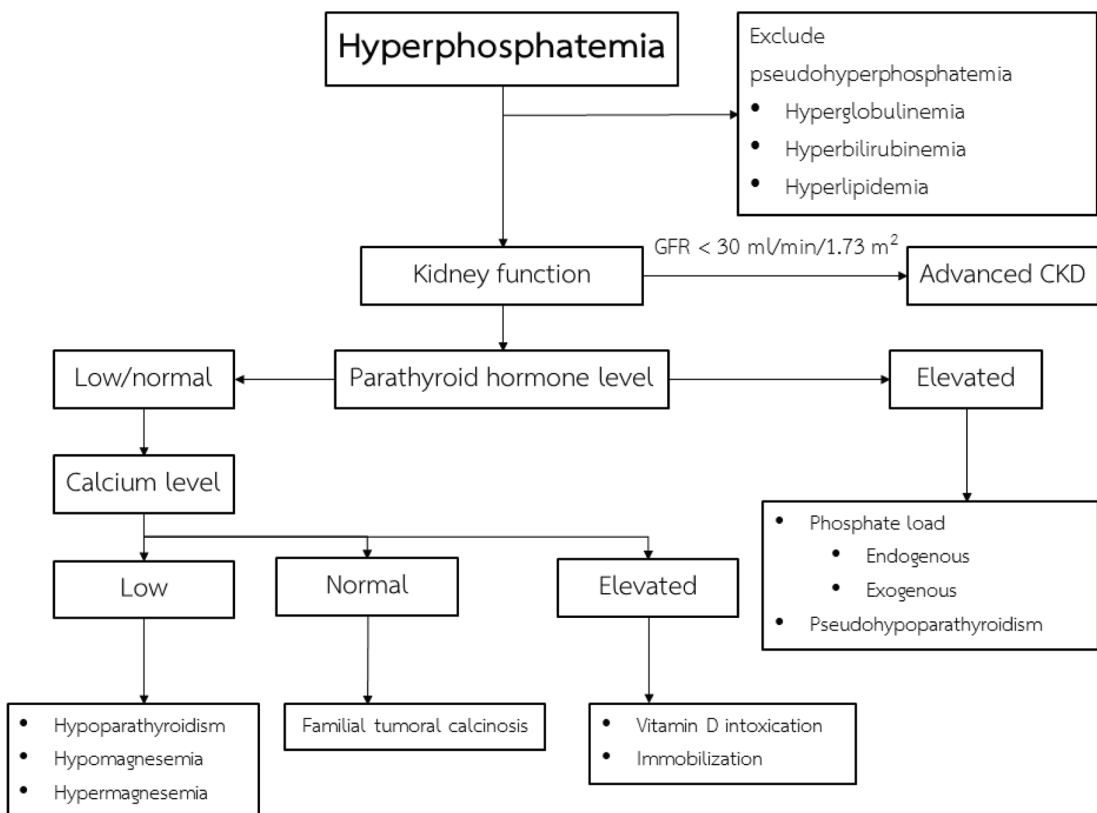 Hyperphosphatemia
Exclude
pseudohyperphosphatemia
• Hyperglobulinemia
• Hyperbilirubinemia
• Hyperlipidemia
GFR < 30 ml/min/1.73 m²
Kidney function
Advanced CKD
Low/normal
Parathyroid hormone level
Elevated
Calcium level
• Phosphate load
• Endogenous
• Exogenous
• Pseudohypoparathyroidism
Low
Normal
Elevated
• Hypoparathyroidism
• Hypomagnesemia
• Hypermagnesemia
Familial tumoral calcinosis
• Vitamin D intoxication
• Immobilization